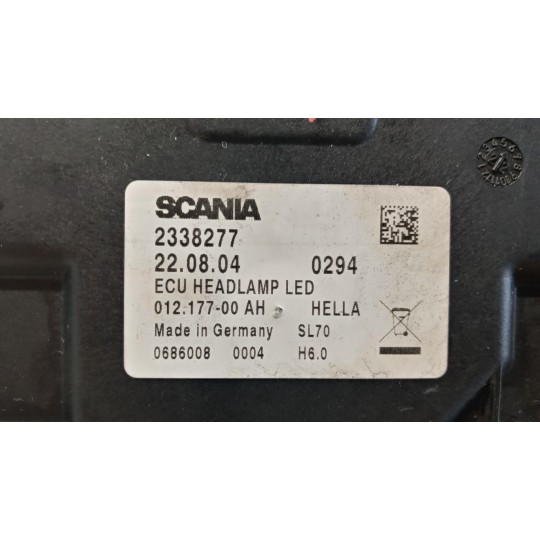 SCANIA
2338277
22.08.04 0294
ECU HEADLAMP LED
012.177-00 AH HELLA
Made in Germany SL70
0686008 0004 H6.0